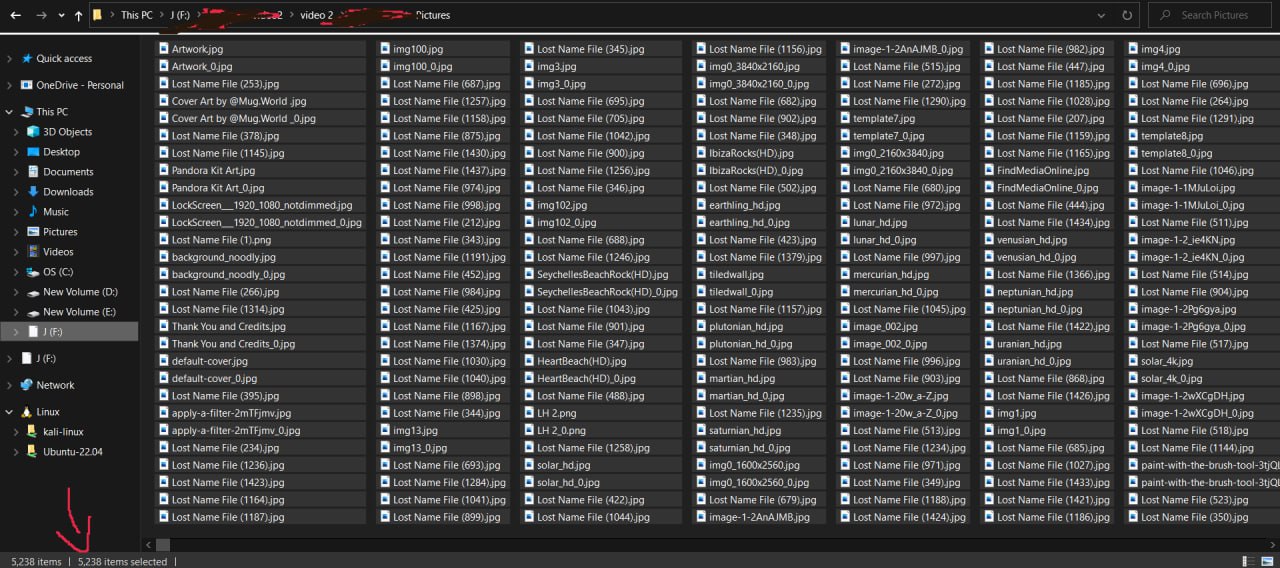 This PC
J (F:)
video 2
Pictures
Search Pictures
Quick access
OneDrive - Personal
This PC
3D Objects
Desktop
Documents
Downloads
Music
Pictures
Videos
OS (C:)
New Volume (D:)
New Volume (E:)
J (F:)
J (F:)
Network
Linux
kali-linux
Ubuntu-22.04
Artwork.jpg
Artwork_0.jpg
Lost Name File (253).jpg
Cover Art by @Mug.World .jpg
Cover Art by @Mug.World _0.jpg
Lost Name File (378).jpg
Lost Name File (1145).jpg
Pandora Kit Art.jpg
Pandora Kit Art_0.jpg
LockScreen___1920_1080_notdimmed.jpg
LockScreen___1920_1080_notdimmed_0.jpg
Lost Name File (1).png
background_noodly.jpg
background_noodly_0.jpg
Lost Name File (266).jpg
Lost Name File (1314).jpg
Thank You and Credits.jpg
Thank You and Credits_0.jpg
default-cover.jpg
default-cover_0.jpg
Lost Name File (395).jpg
apply-a-filter-2mTFjmv.jpg
apply-a-filter-2mTFjmv_0.jpg
Lost Name File (234).jpg
Lost Name File (1236).jpg
Lost Name File (1423).jpg
Lost Name File (1164).jpg
Lost Name File (1187).jpg
img100.jpg
img100_0.jpg
Lost Name File (687).jpg
Lost Name File (1257).jpg
Lost Name File (1158).jpg
Lost Name File (875).jpg
Lost Name File (1430).jpg
Lost Name File (1437).jpg
Lost Name File (974).jpg
Lost Name File (998).jpg
Lost Name File (212).jpg
Lost Name File (343).jpg
Lost Name File (1191).jpg
Lost Name File (452).jpg
Lost Name File (984).jpg
Lost Name File (425).jpg
Lost Name File (1167).jpg
Lost Name File (1374).jpg
Lost Name File (1030).jpg
Lost Name File (1040).jpg
Lost Name File (898).jpg
Lost Name File (344).jpg
img13.jpg
img13_0.jpg
Lost Name File (693).jpg
Lost Name File (1284).jpg
Lost Name File (1041).jpg
Lost Name File (899).jpg
Lost Name File (345).jpg
img3.jpg
img3_0.jpg
Lost Name File (695).jpg
Lost Name File (705).jpg
Lost Name File (1042).jpg
Lost Name File (900).jpg
Lost Name File (1256).jpg
Lost Name File (346).jpg
img102.jpg
img102_0.jpg
Lost Name File (688).jpg
Lost Name File (1246).jpg
SeychellesBeachRock(HD).jpg
SeychellesBeachRock(HD)_0.jpg
Lost Name File (1043).jpg
Lost Name File (901).jpg
Lost Name File (347).jpg
HeartBeach(HD).jpg
HeartBeach(HD)_0.jpg
Lost Name File (488).jpg
LH 2.png
LH 2_0.png
Lost Name File (1258).jpg
solar_hd.jpg
solar_hd_0.jpg
Lost Name File (422).jpg
Lost Name File (1044).jpg
Lost Name File (1156).jpg
img0_3840x2160.jpg
img0_3840x2160_0.jpg
Lost Name File (682).jpg
Lost Name File (902).jpg
Lost Name File (348).jpg
IbizaRocks(HD).jpg
IbizaRocks(HD)_0.jpg
Lost Name File (502).jpg
earthling_hd.jpg
earthling_hd_0.jpg
Lost Name File (423).jpg
Lost Name File (1379).jpg
tiledwall.jpg
tiledwall_0.jpg
Lost Name File (1157).jpg
plutonian_hd.jpg
plutonian_hd_0.jpg
Lost Name File (983).jpg
martian_hd.jpg
martian_hd_0.jpg
Lost Name File (1235).jpg
saturnian_hd.jpg
saturnian_hd_0.jpg
img0_1600x2560.jpg
img0_1600x2560_0.jpg
Lost Name File (679).jpg
image-1-2AnAJMB.jpg
image-1-2AnAJMB_0.jpg
Lost Name File (515).jpg
Lost Name File (272).jpg
Lost Name File (1290).jpg
template7.jpg
template7_0.jpg
img0_2160x3840.jpg
img0_2160x3840_0.jpg
Lost Name File (680).jpg
Lost Name File (972).jpg
lunar_hd.jpg
lunar_hd_0.jpg
Lost Name File (997).jpg
mercurian_hd.jpg
mercurian_hd_0.jpg
Lost Name File (1045).jpg
image_002.jpg
image_002_0.jpg
Lost Name File (996).jpg
Lost Name File (903).jpg
image-1-20w_a-Z.jpg
image-1-20w_a-Z_0.jpg
Lost Name File (513).jpg
Lost Name File (1234).jpg
Lost Name File (971).jpg
Lost Name File (349).jpg
Lost Name File (1188).jpg
Lost Name File (1424).jpg
Lost Name File (982).jpg
Lost Name File (447).jpg
Lost Name File (1185).jpg
Lost Name File (1028).jpg
Lost Name File (207).jpg
Lost Name File (1159).jpg
Lost Name File (1165).jpg
FindMediaOnline.jpg
FindMediaOnline_0.jpg
Lost Name File (444).jpg
Lost Name File (1434).jpg
venusian_hd.jpg
venusian_hd_0.jpg
Lost Name File (1366).jpg
neptunian_hd.jpg
neptunian_hd_0.jpg
Lost Name File (1422).jpg
uranian_hd.jpg
uranian_hd_0.jpg
Lost Name File (868).jpg
Lost Name File (1426).jpg
img1.jpg
img1_0.jpg
Lost Name File (685).jpg
Lost Name File (1027).jpg
Lost Name File (1433).jpg
Lost Name File (1421).jpg
Lost Name File (1186).jpg
img4.jpg
img4_0.jpg
Lost Name File (696).jpg
Lost Name File (264).jpg
Lost Name File (1291).jpg
template8.jpg
template8_0.jpg
Lost Name File (1046).jpg
image-1-1MJuLoi.jpg
image-1-1MJuLoi_0.jpg
Lost Name File (511).jpg
image-1-2_ie4KN.jpg
image-1-2_ie4KN_0.jpg
Lost Name File (514).jpg
Lost Name File (904).jpg
image-1-2Pg6gya.jpg
image-1-2Pg6gya_0.jpg
Lost Name File (517).jpg
solar_4k.jpg
solar_4k_0.jpg
image-1-2wXCgDH.jpg
image-1-2wXCgDH_0.jpg
Lost Name File (518).jpg
Lost Name File (1144).jpg
paint-with-the-brush-tool-3tjQL
paint-with-the-brush-tool-3tjQL
Lost Name File (523).jpg
Lost Name File (350).jpg
5,238 items
5,238 items selected